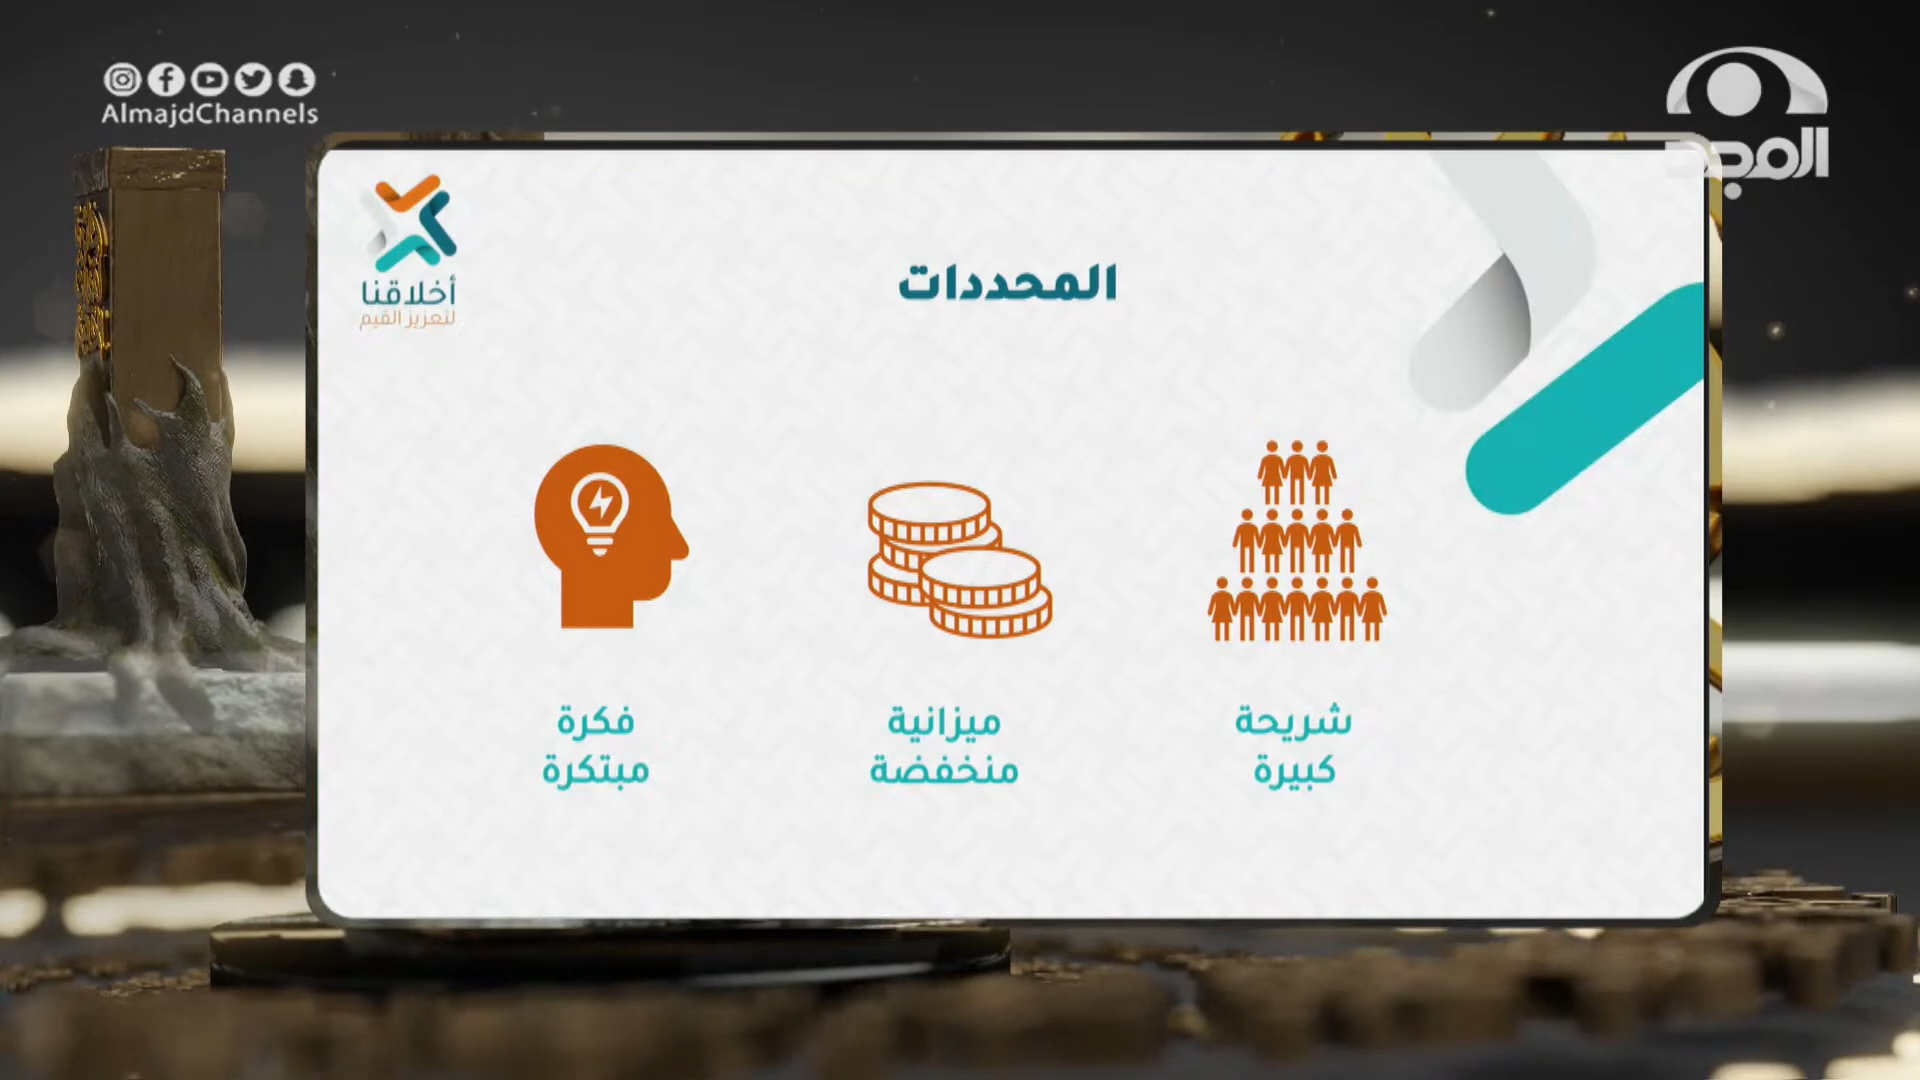 AlmajdChannels
المجد
أخلاقنا
لتعزيز القيم
المحددات
شريحة
كبيرة
ميزانية
منخفضة
فكرة
مبتكرة